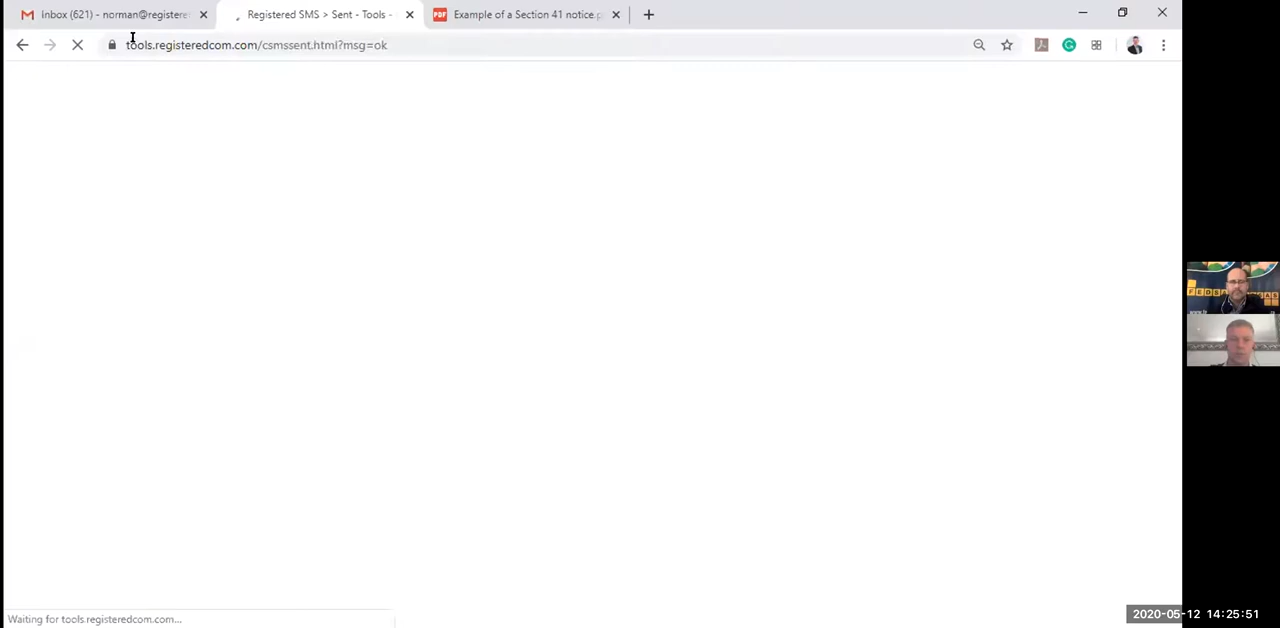 Inbox (621) - norman@registere
Registered SMS > Sent - Tools -
PDF Example of a Section 41 notice.p
tools.registeredcom.com/csmssent.html?msg=ok
Waiting for tools.registeredcom.com...
2020-05-12 14:25:51